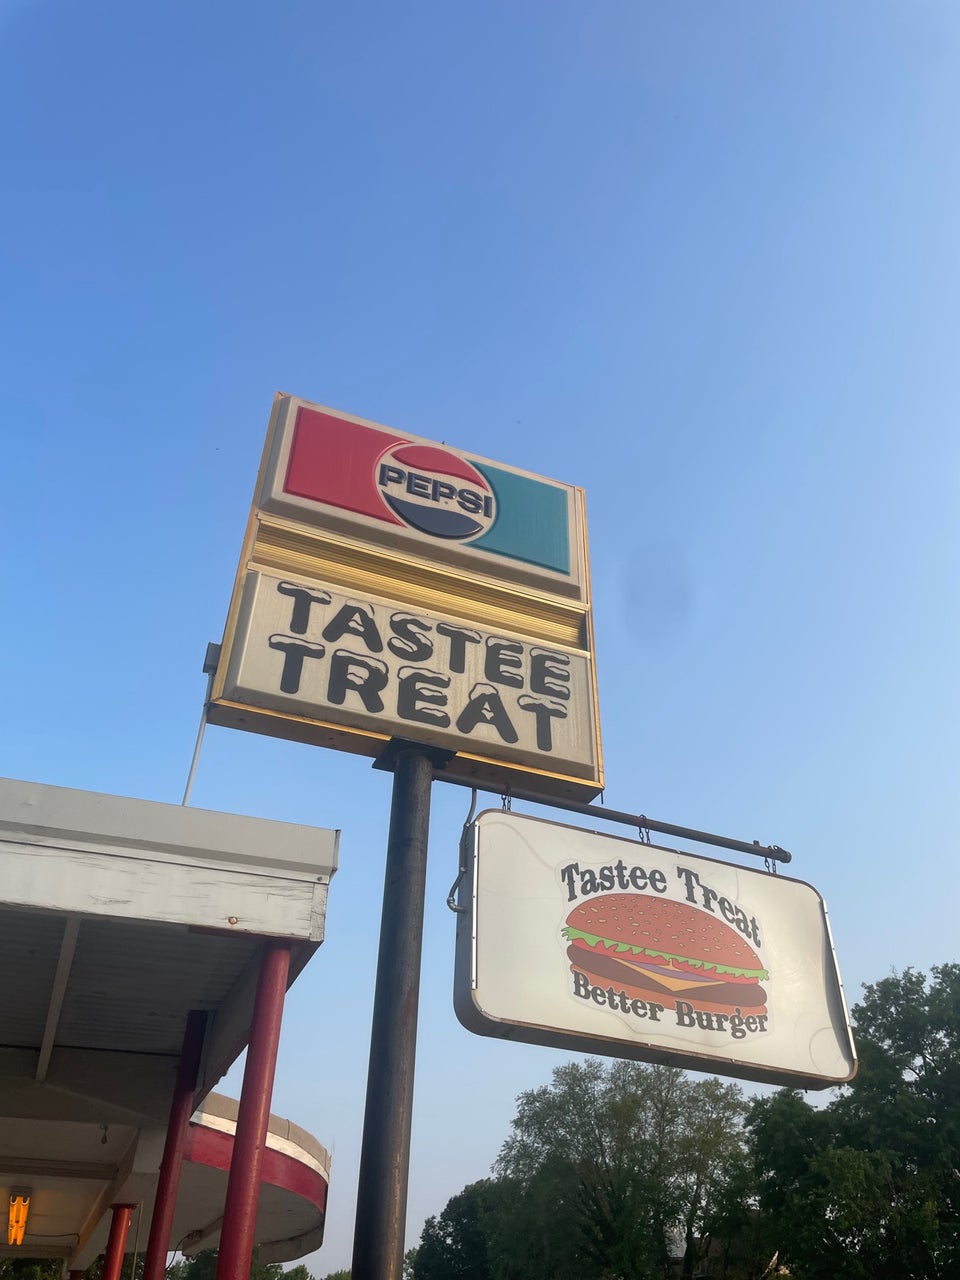 PEPSI
TASTEE
TREAT
Tastee Treat
Better Burger